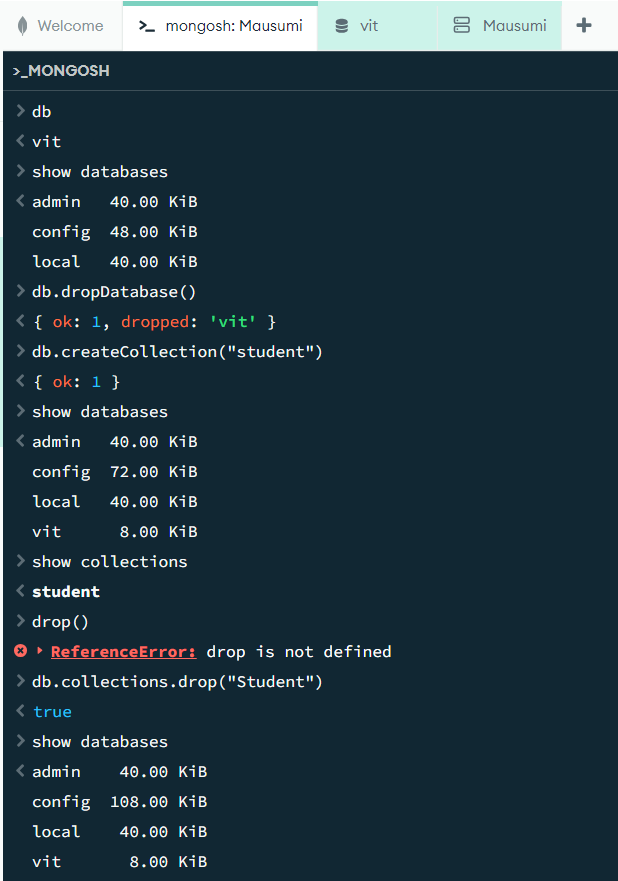 Welcome
>_ mongosh: Mausumi
vit
Mausumi
+
>_MONGOSH
> db
< vit
> show databases
< admin 40.00 KiB
config 48.00 KiB
local 40.00 KiB
> db.dropDatabase()
< { ok: 1, dropped: 'vit' }
> db.createCollection("student")
< { ok: 1 }
> show databases
< admin 40.00 KiB
config 72.00 KiB
local 40.00 KiB
vit 8.00 KiB
> show collections
< student
> drop()
ReferenceError: drop is not defined
> db.collections.drop("Student")
< true
> show databases
< admin 40.00 KiB
config 108.00 KiB
local 40.00 KiB
vit 8.00 KiB